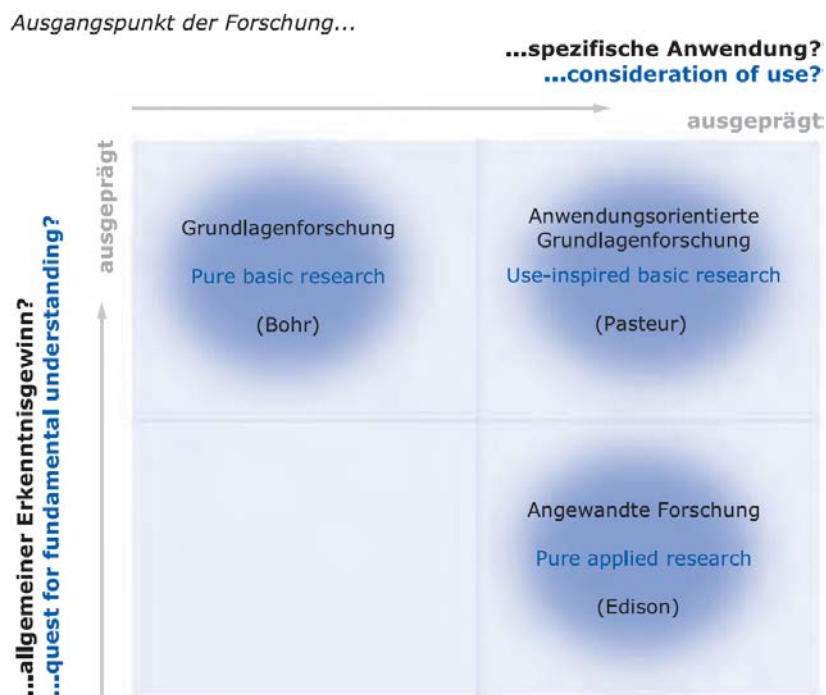 Ausgangspunkt der Forschung...
...spezifische Anwendung?
...consideration of use?
ausgeprägt
ausgeprägt
...allgemeiner Erkenntnisgewinn?
...quest for fundamental understanding?
Grundlagenforschung
Pure basic research
(Bohr)
Anwendungsorientierte
Grundlagenforschung
Use-inspired basic research
(Pasteur)
Angewandte Forschung
Pure applied research
(Edison)